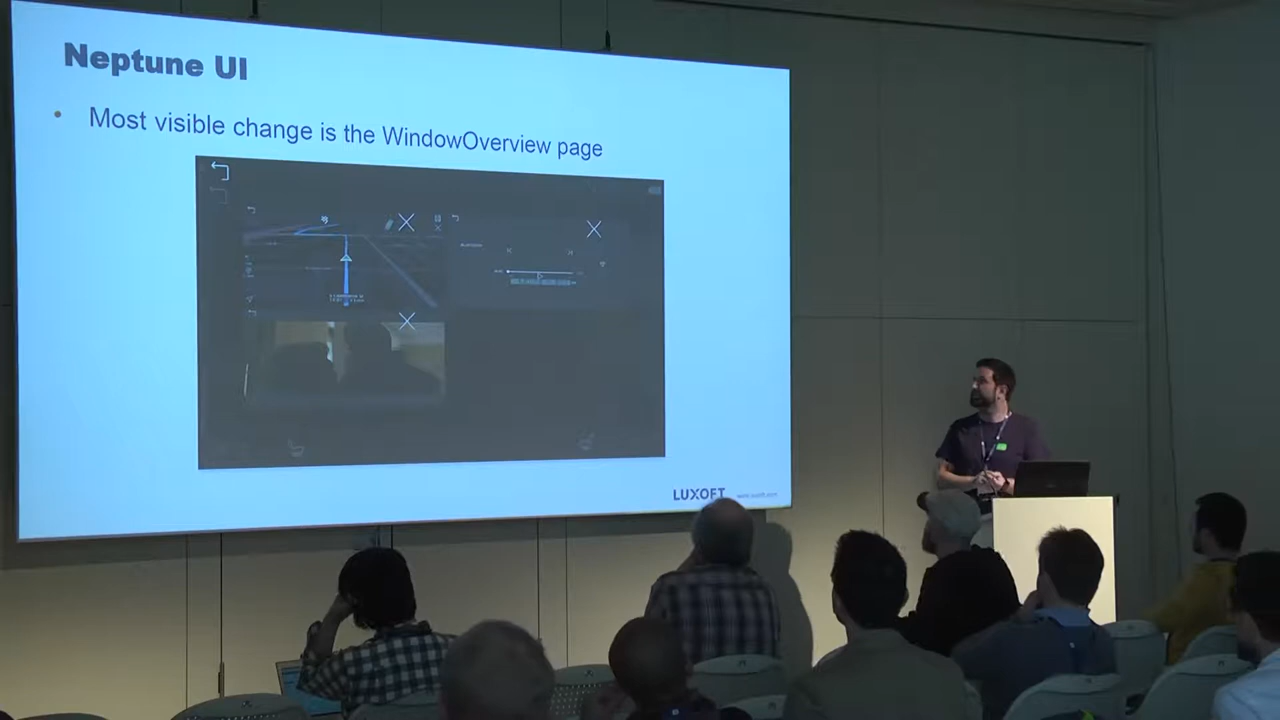 Neptune UI
• Most visible change is the WindowOverview page
LUXOFT